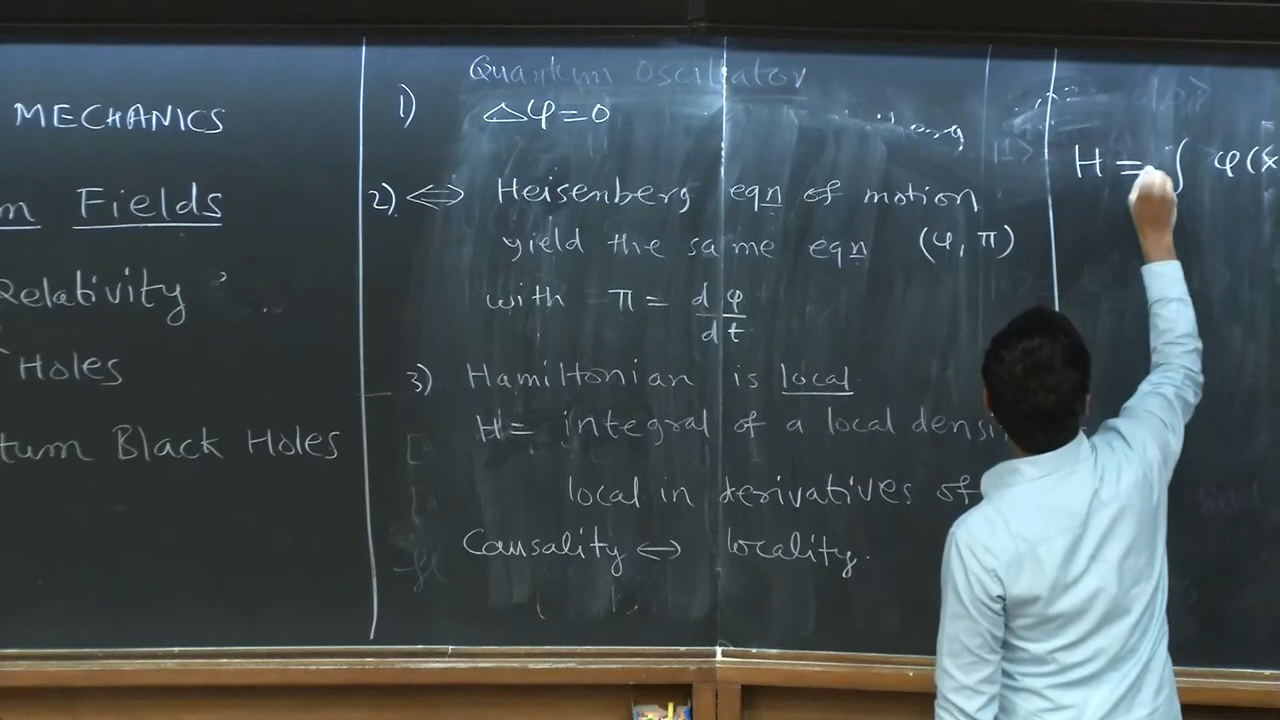 MECHANICS
m Fields
Relativity
Holes
tum Black Holes
Quantum Oscillator
1) △φ=0
2) ⟺ Heisenberg eqn of motion
yield the same eqn (φ, π)
with π = dφ/dt
3) Hamiltonian is local.
H= integral of a local densi
local in derivatives of
Causality ↔ locality.
H = ∫ φ(x